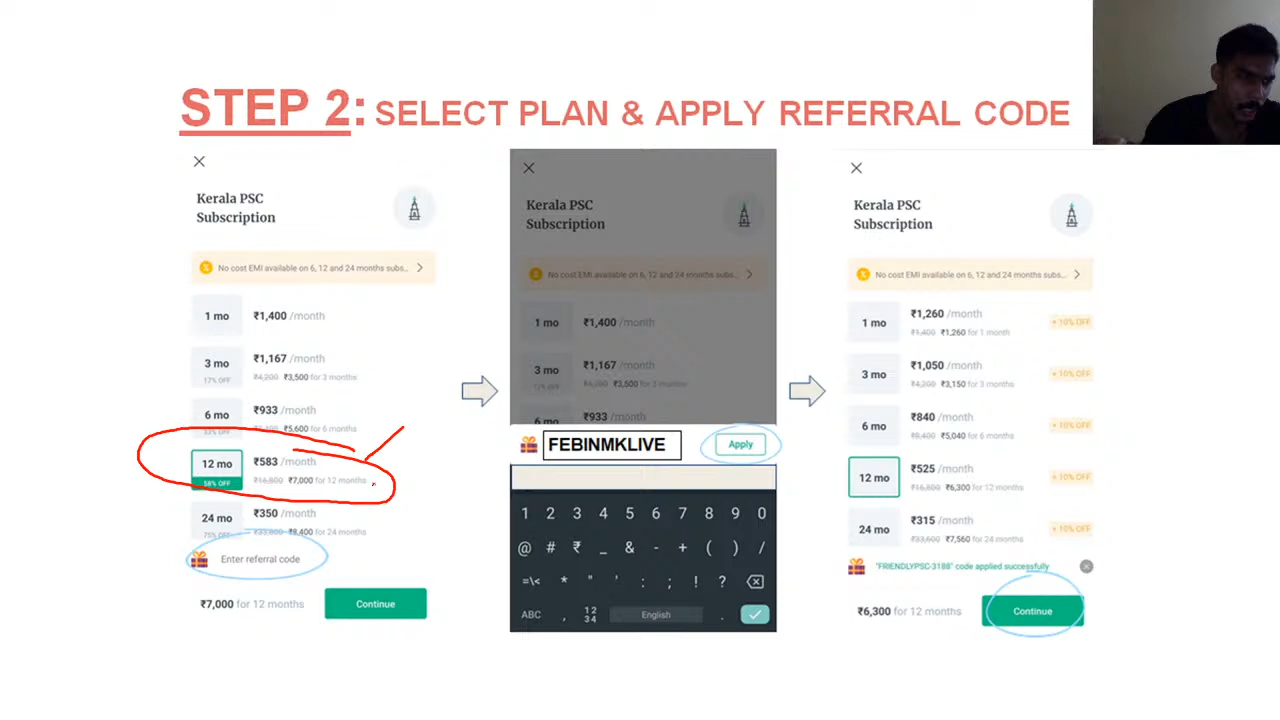 STEP 2: SELECT PLAN & APPLY REFERRAL CODE
Kerala PSC
Subscription
No cost EMI available on 6, 12 and 24 months subs..
1 mo
₹1,400 /month
3 mo
17% OFF
₹1,167 /month
₹4,200 ₹3,500 for 3 months
6 mo
₹933 /month
₹5,600 for 6 months
12 mo
58% OFF
₹583 /month
₹16,800 ₹7,000 for 12 months
24 mo
75% OFF
₹350 /month
₹33,600 ₹8,400 for 24 months
Enter referral code
₹7,000 for 12 months
Continue
Kerala PSC
Subscription
No cost EMI available on 6, 12 and 24 months subs..
1 mo
₹1,400 /month
3 mo
17% OFF
₹1,167 /month
₹4,200 ₹3,500 for 3 months
6 mo
₹933 /month
FEBINMKLIVE
Apply
1 2 3 4 5 6 7 8 9 0
@ # ₹ _ & - + ( ) /
=\< * " ' : ; ! ?
ABC , 12 English .
34
Kerala PSC
Subscription
No cost EMI available on 6, 12 and 24 months subs..
1 mo
₹1,260 /month
₹1,400 ₹1,260 for 1 month
+ 10% OFF
3 mo
₹1,050 /month
₹4,200 ₹3,150 for 3 months
+ 10% OFF
6 mo
₹840 /month
₹8,400 ₹5,040 for 6 months
+ 10% OFF
12 mo
₹525 /month
₹16,800 ₹6,300 for 12 months
+ 10% OFF
24 mo
₹315 /month
₹33,600 ₹7,560 for 24 months
+ 10% OFF
"FRIENDLYPSC-3188" code applied successfully
₹6,300 for 12 months
Continue